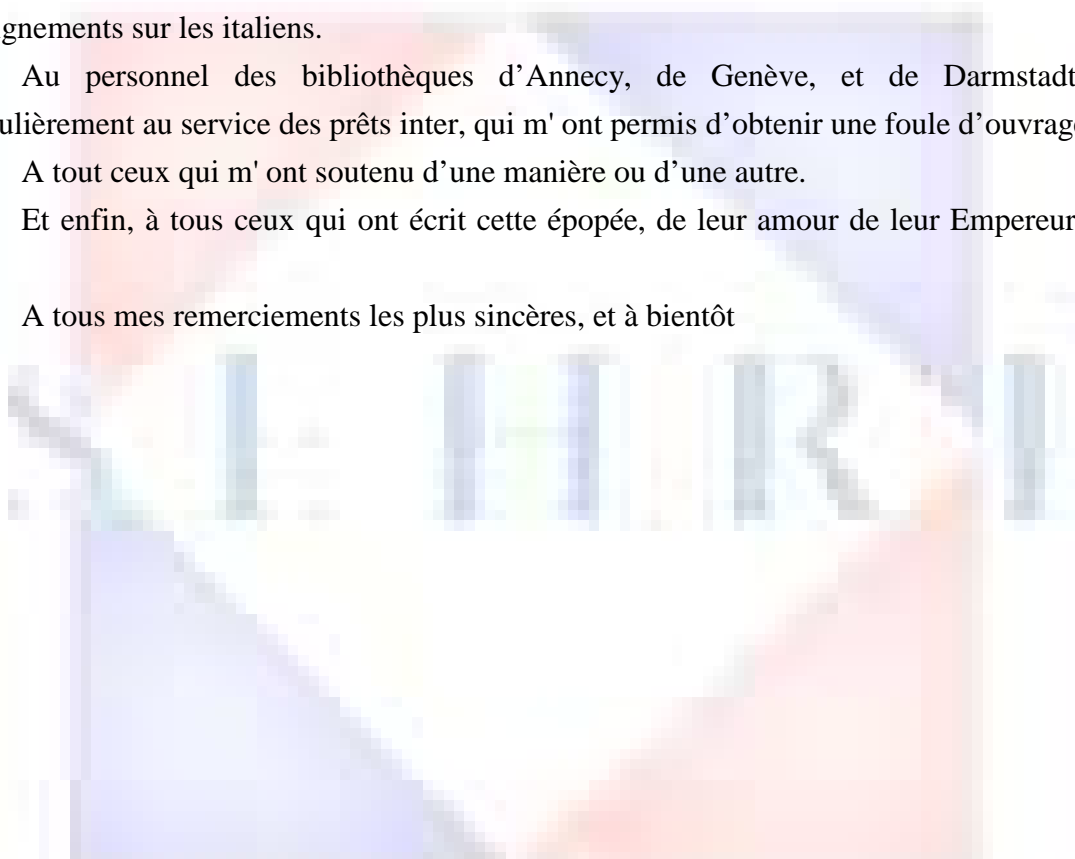 gnements sur les italiens.
Au personnel des bibliothèques d’Annecy, de Genève, et de Darmstadt
ulièrement au service des prêts inter, qui m' ont permis d’obtenir une foule d’ouvrag
A tout ceux qui m' ont soutenu d’une manière ou d’une autre.
Et enfin, à tous ceux qui ont écrit cette épopée, de leur amour de leur Empereur
A tous mes remerciements les plus sincères, et à bientôt